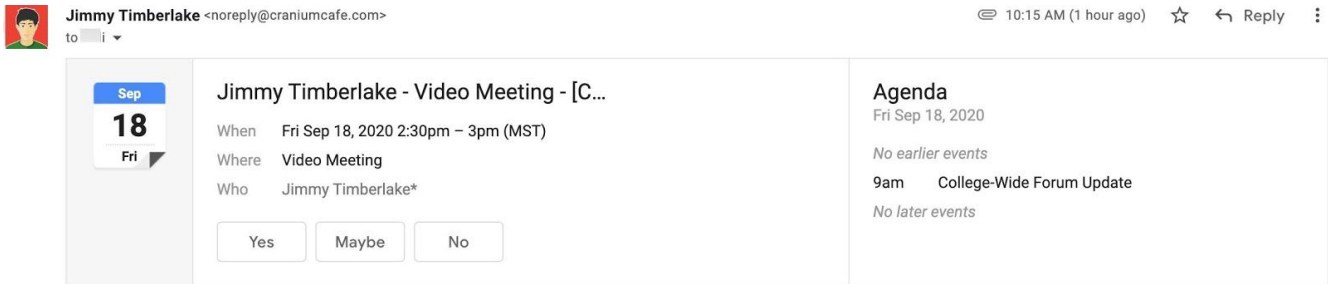 Jimmy Timberlake <noreply@craniumcafe.com>
10:15 AM (1 hour ago)
Reply
to i
Sep
18
Fri
Jimmy Timberlake - Video Meeting - [C...
When Fri Sep 18, 2020 2:30pm – 3pm (MST)
Where Video Meeting
Who Jimmy Timberlake*
Yes Maybe No
Agenda
Fri Sep 18, 2020
No earlier events
9am College-Wide Forum Update
No later events